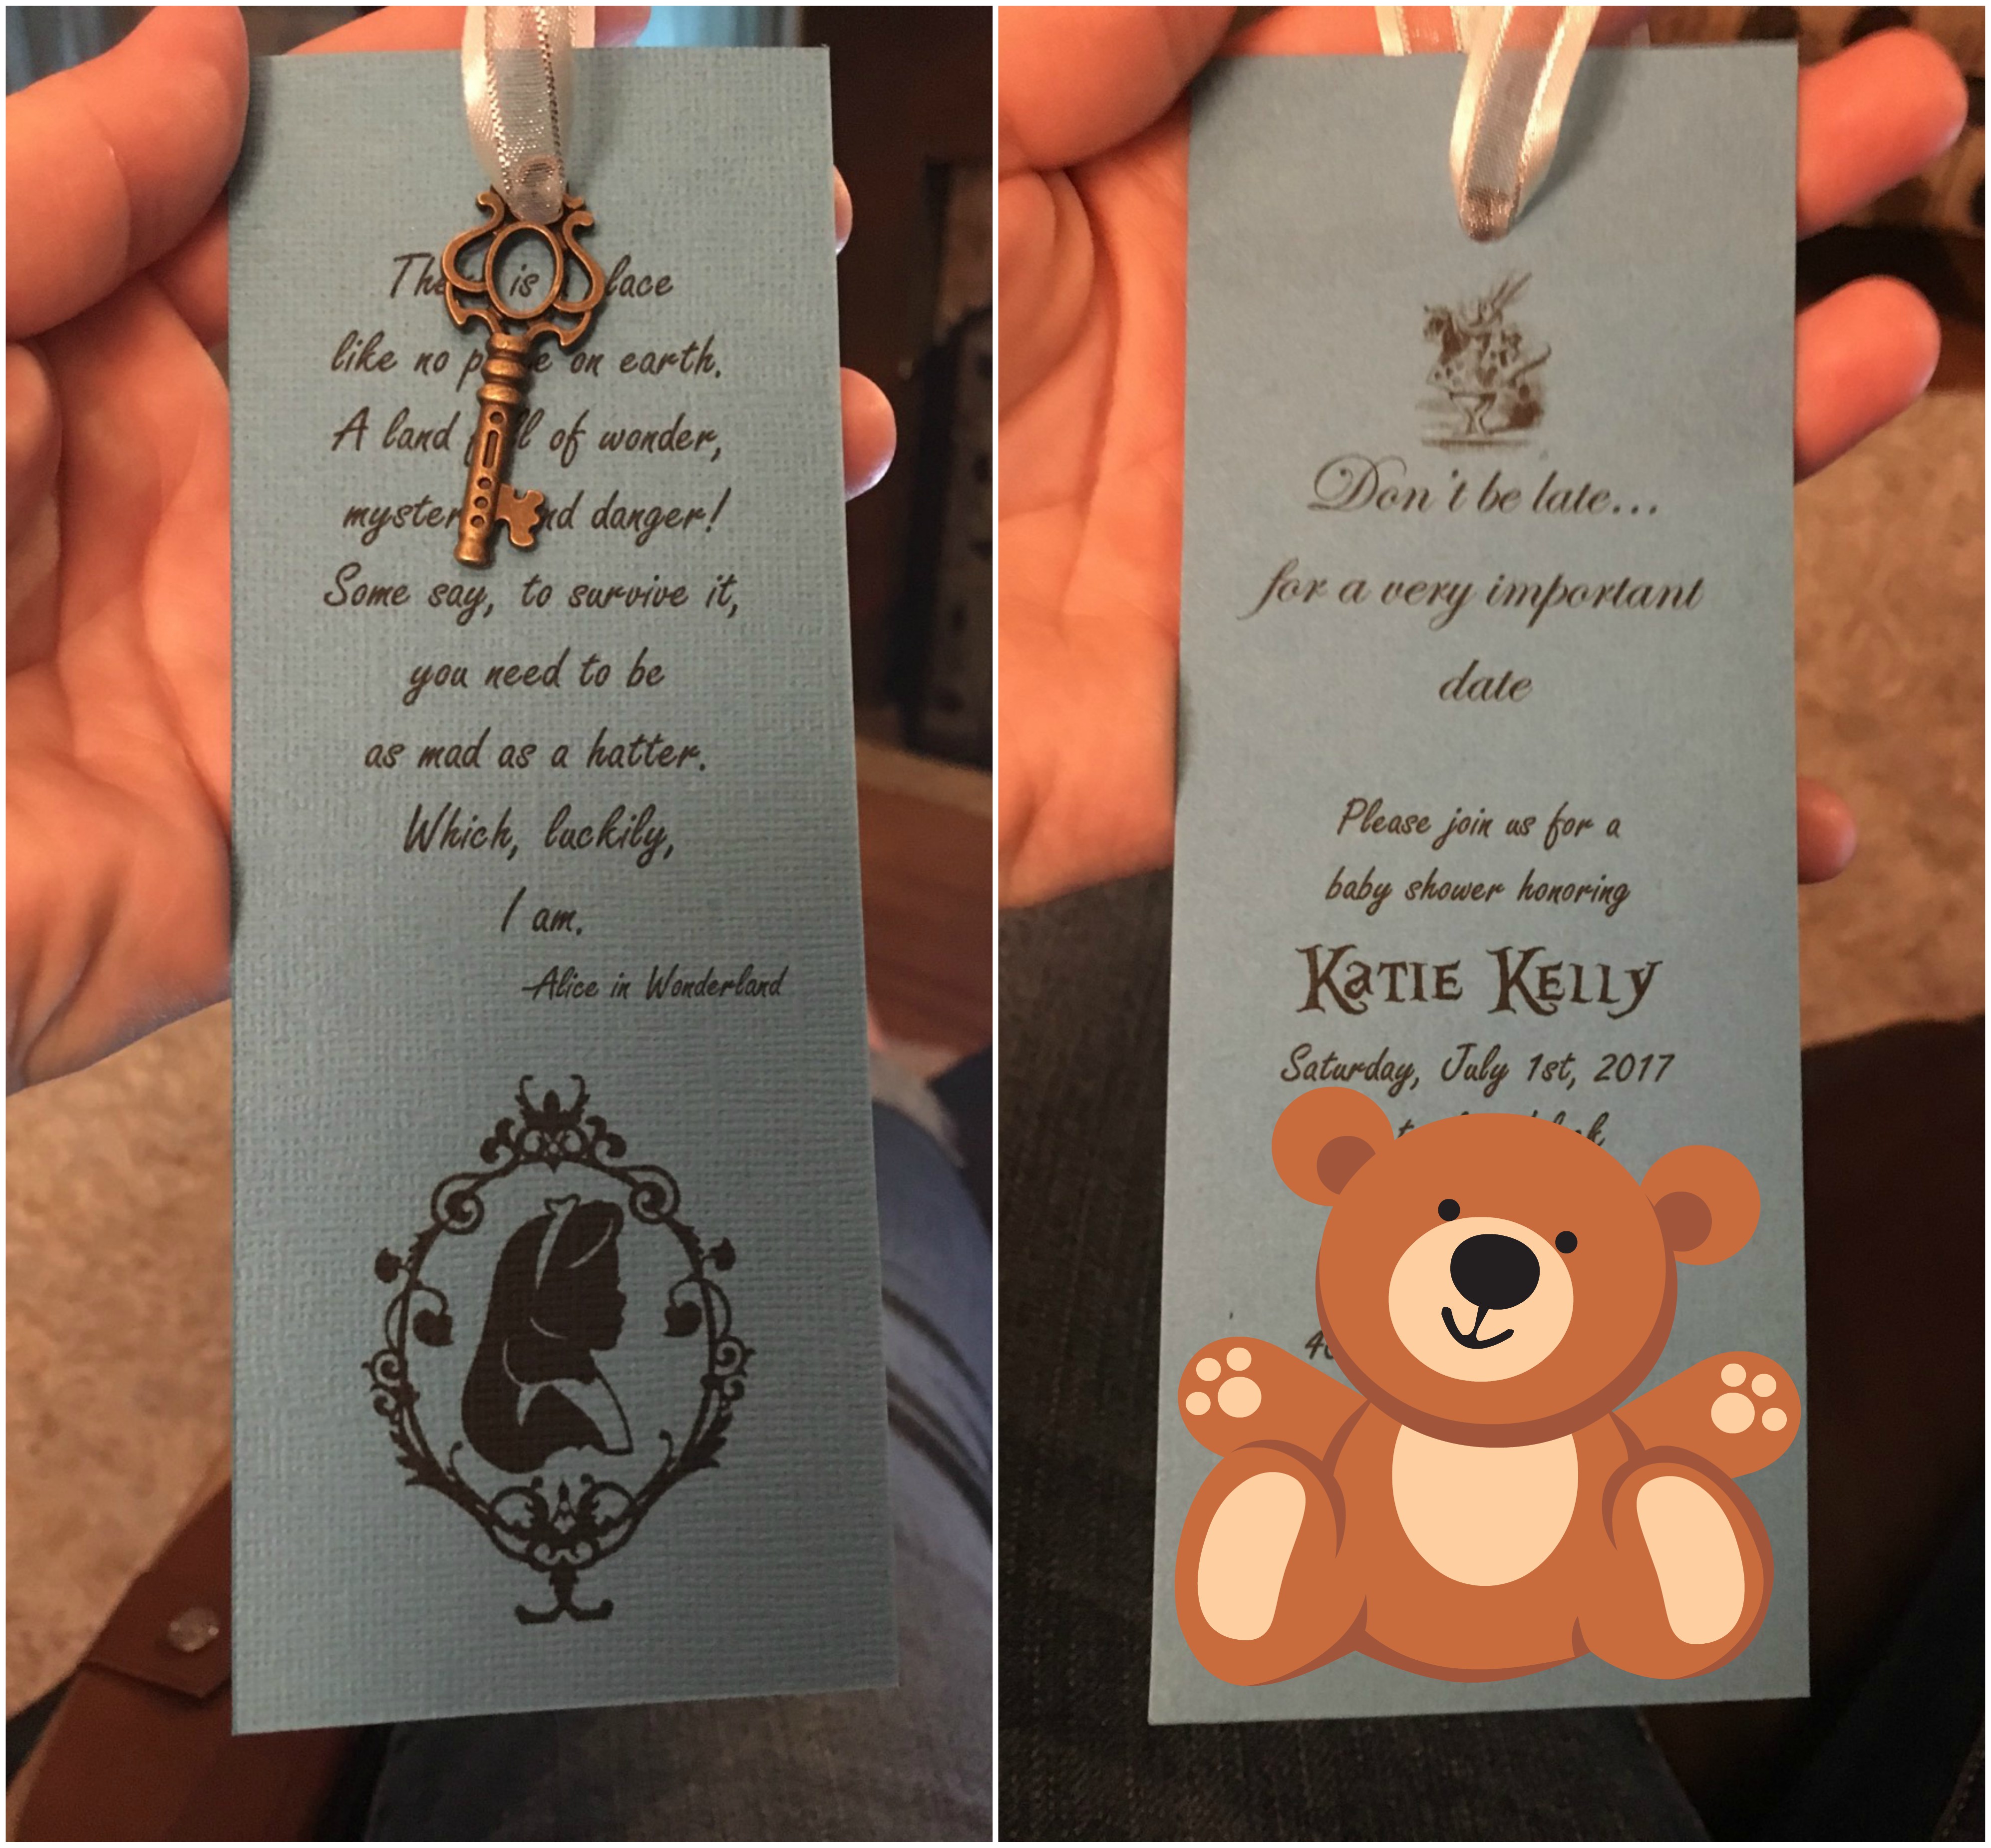 is
like no on earth.
A land of wonder,
danger!
Some say, to survive it,
you need to be
as mad as a hatter.
Which, luckily,
I am.
-Alice in Wonderland
Don't be late...
for a very important
date
Please join us for a
baby shower honoring
Katie Kelly
Saturday, July 1st, 2017